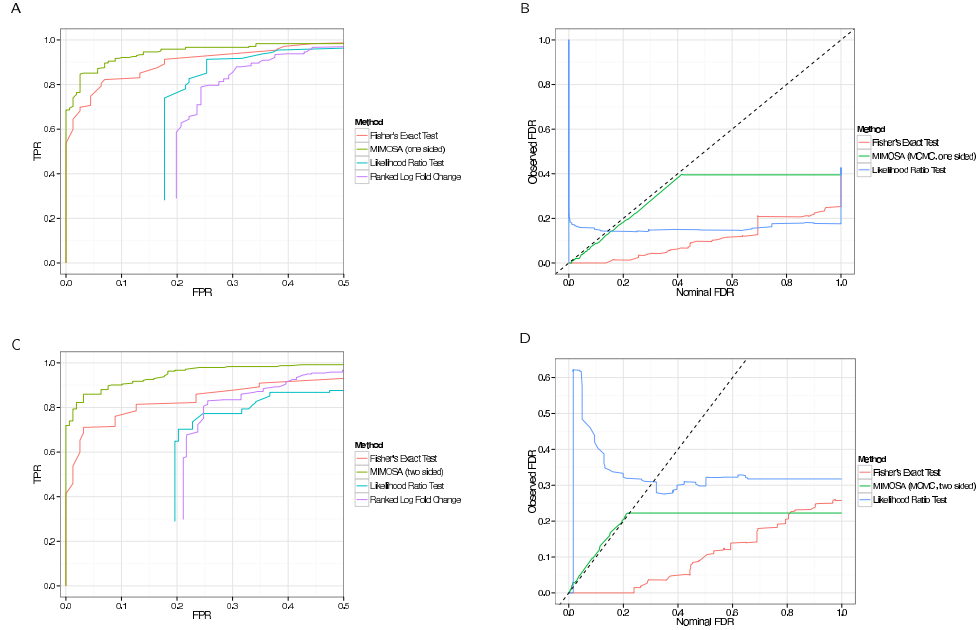 A
1.0
0.8
0.6
0.4
0.2
0.0
TPR
0.0 0.1 0.2 0.3 0.4 0.5
FPR
Method
Fisher's Exact Test
MIMOSA (one sided)
Likelihood Ratio Test
Ranked Log Fold Change
B
1.0
0.8
0.6
0.4
0.2
0.0
Observed FDR
0.0 0.2 0.4 0.6 0.8 1.0
Nominal FDR
Method
Fisher's Exact Test
MIMOSA (MCMC, one sided)
Likelihood Ratio Test
C
1.0
0.8
0.6
0.4
0.2
0.0
TPR
0.0 0.1 0.2 0.3 0.4 0.5
FPR
Method
Fisher's Exact Test
MIMOSA (two sided)
Likelihood Ratio Test
Ranked Log Fold Change
D
0.6
0.5
0.4
0.3
0.2
0.1
0.0
Observed FDR
0.0 0.2 0.4 0.6 0.8 1.0
Nominal FDR
Method
Fisher's Exact Test
MIMOSA (MCMC, two sided)
Likelihood Ratio Test